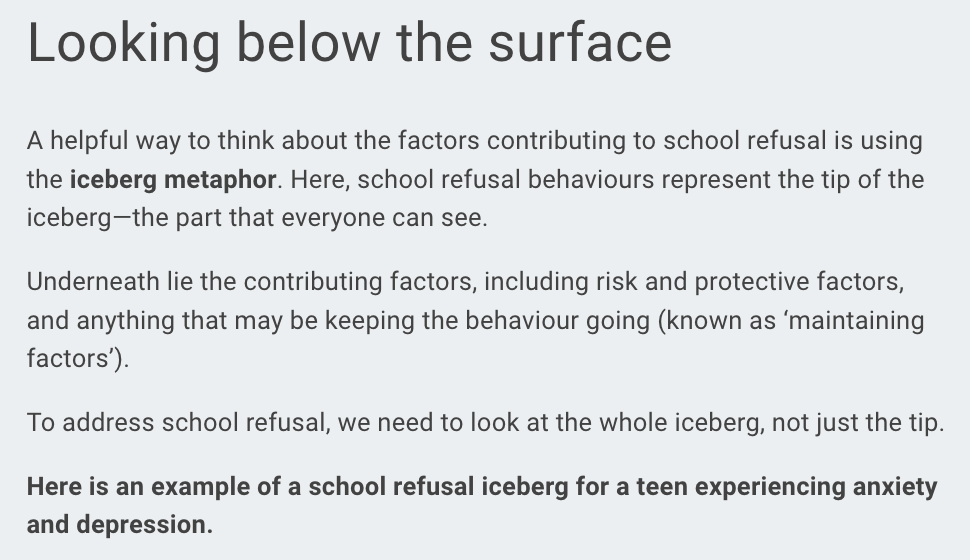 Looking below the surface
A helpful way to think about the factors contributing to school refusal is using
the iceberg metaphor. Here, school refusal behaviours represent the tip of the
iceberg—the part that everyone can see.
Underneath lie the contributing factors, including risk and protective factors,
and anything that may be keeping the behaviour going (known as ‘maintaining
factors’).
To address school refusal, we need to look at the whole iceberg, not just the tip.
Here is an example of a school refusal iceberg for a teen experiencing anxiety
and depression.